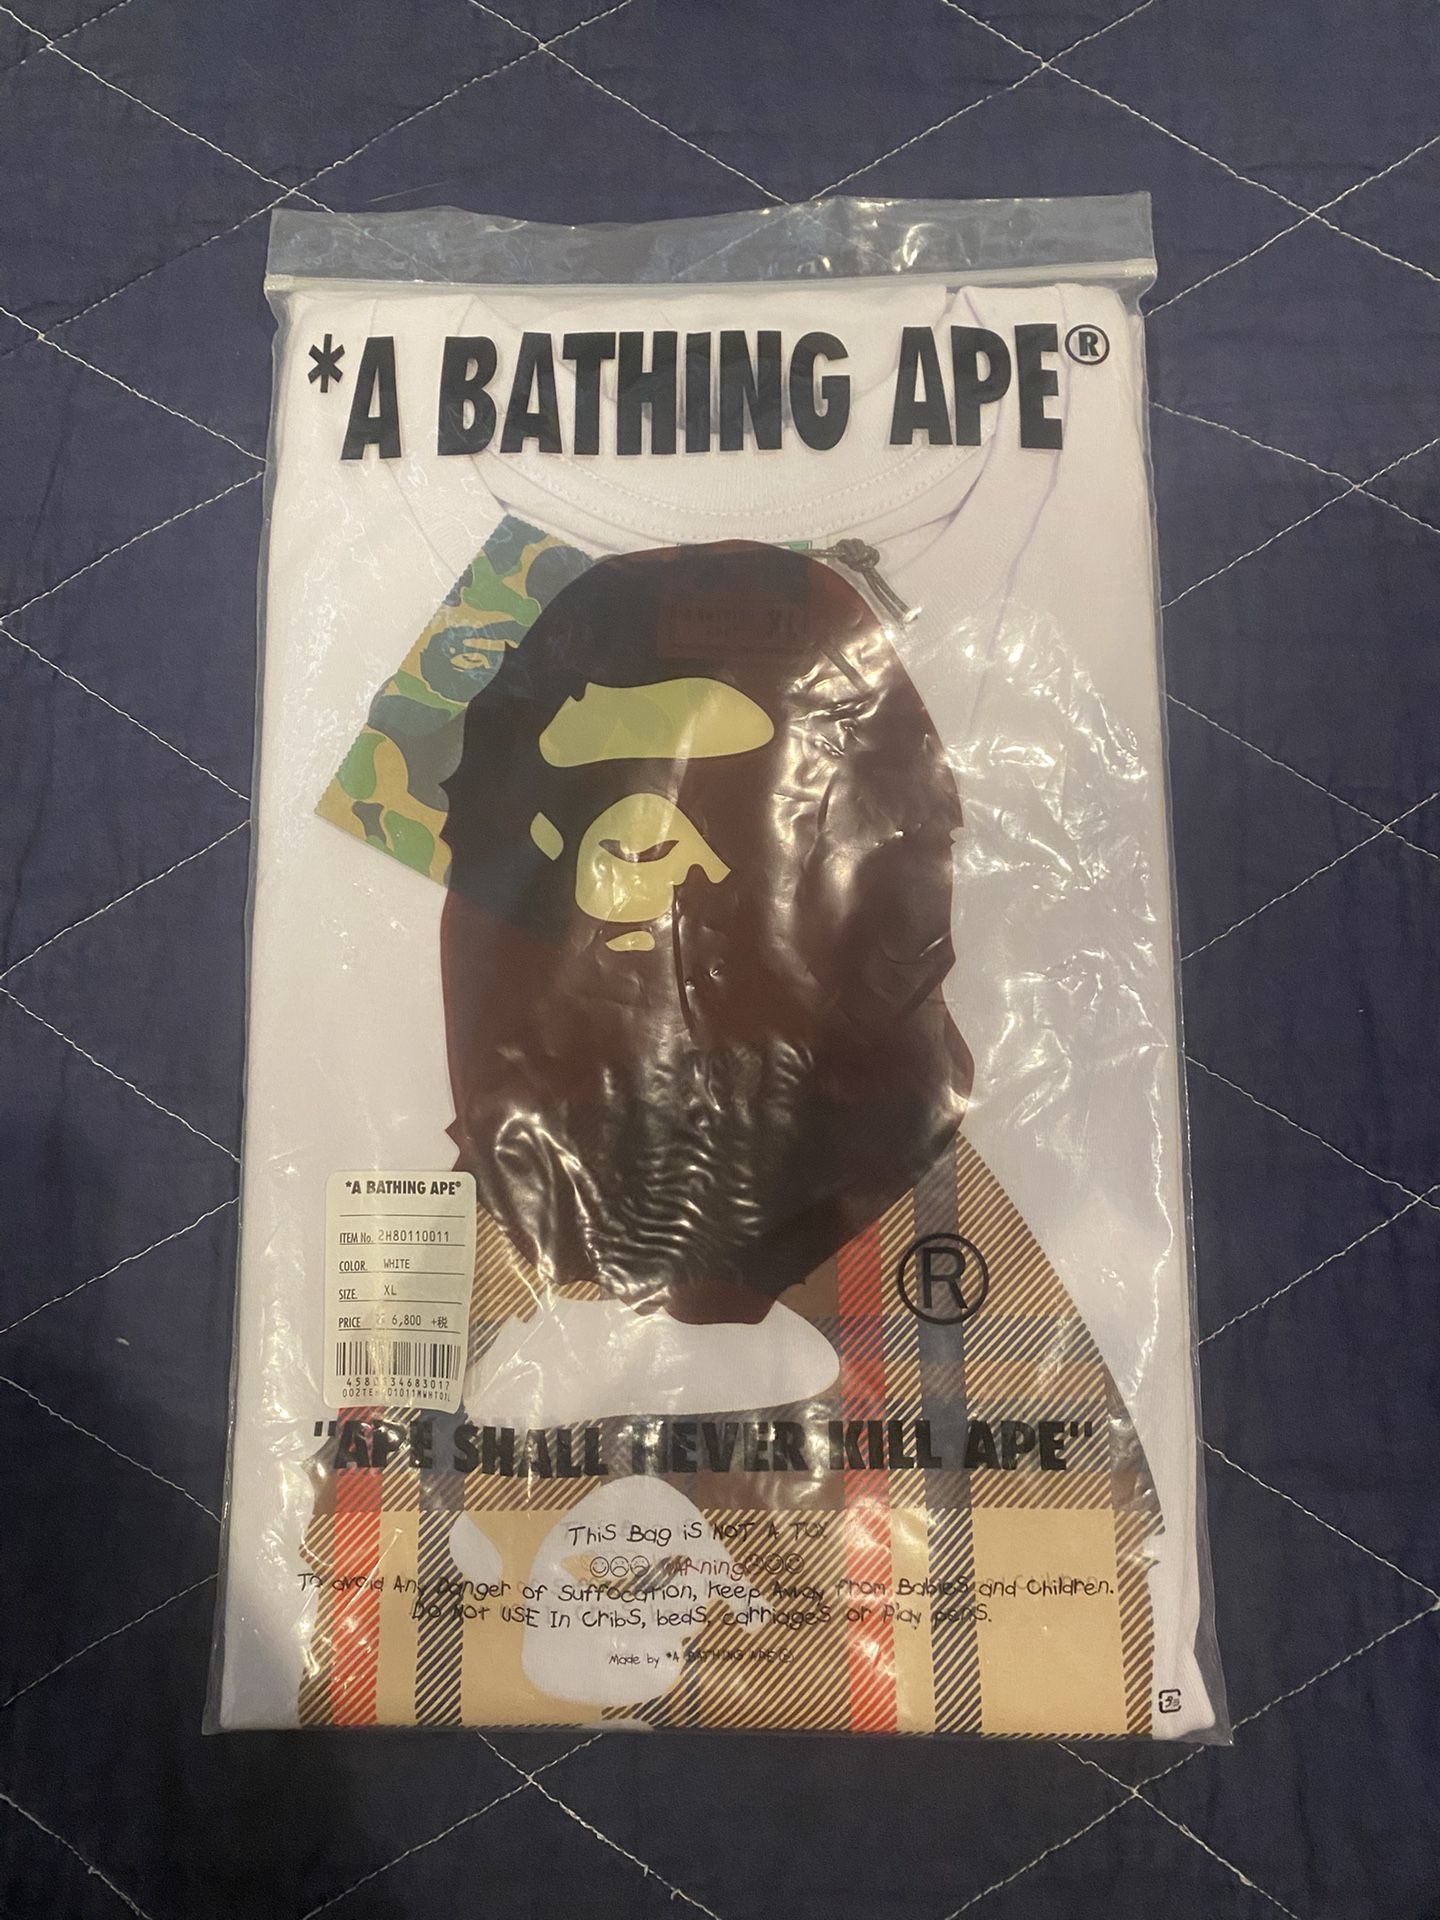 *A BATHING APE®
*A BATHING APE®
ITEM No. 2H80110011
COLOR. WHITE
SIZE. XL
PRICE 6,800 +税
®
"APE SHALL NEVER KILL APE"
THiS Bag iS NOT A TOY
WARning
To avoid Any Danger of Suffocation, Keep Away From BabieS and Children.
Do Not USE In CribS, bedS, carriageS or Play penS.
Made by *A BATHING APE®